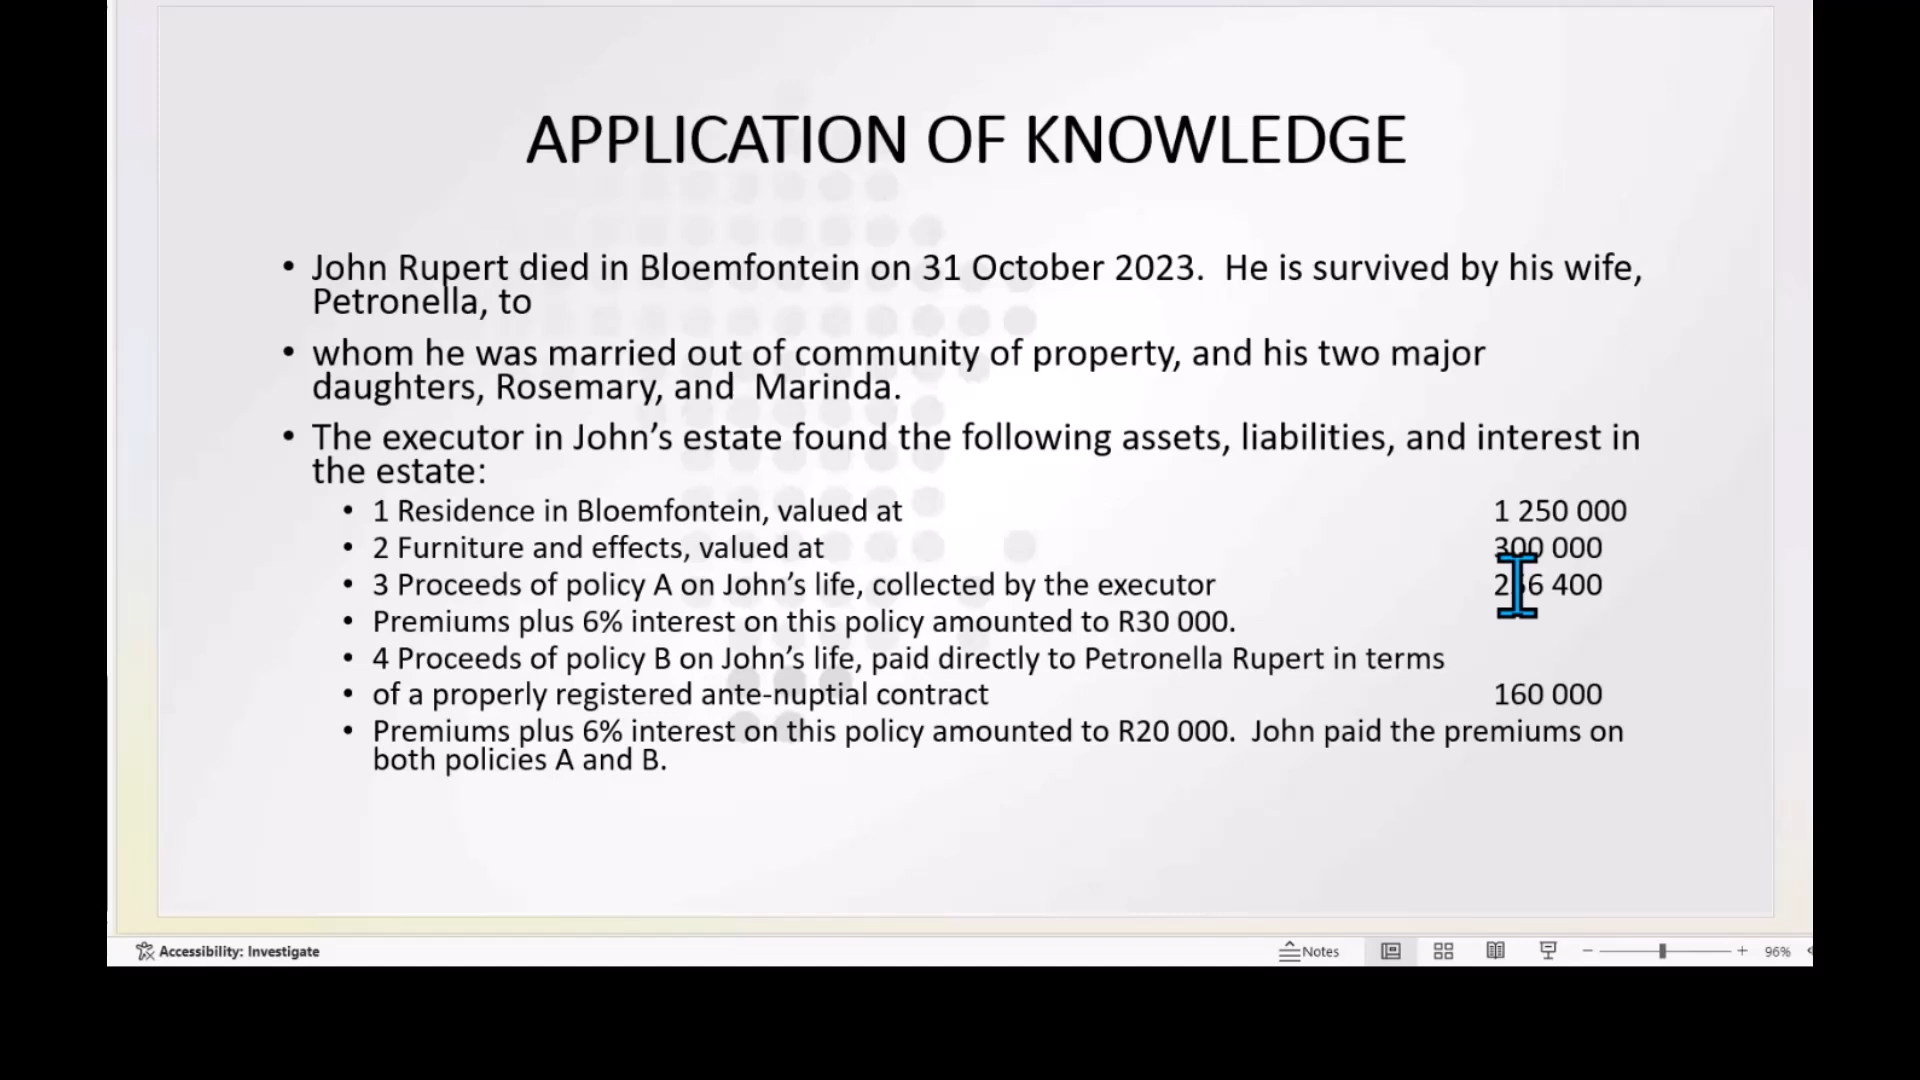 APPLICATION OF KNOWLEDGE
• John Rupert died in Bloemfontein on 31 October 2023. He is survived by his wife,
Petronella, to
• whom he was married out of community of property, and his two major
daughters, Rosemary, and Marinda.
• The executor in John’s estate found the following assets, liabilities, and interest in
the estate:
• 1 Residence in Bloemfontein, valued at 1 250 000
• 2 Furniture and effects, valued at 300 000
• 3 Proceeds of policy A on John’s life, collected by the executor
• Premiums plus 6% interest on this policy amounted to R30 000.
• 4 Proceeds of policy B on John’s life, paid directly to Petronella Rupert in terms
• of a properly registered ante-nuptial contract 160 000
• Premiums plus 6% interest on this policy amounted to R20 000. John paid the premiums on
both policies A and B.
Accessibility: Investigate Notes 96%